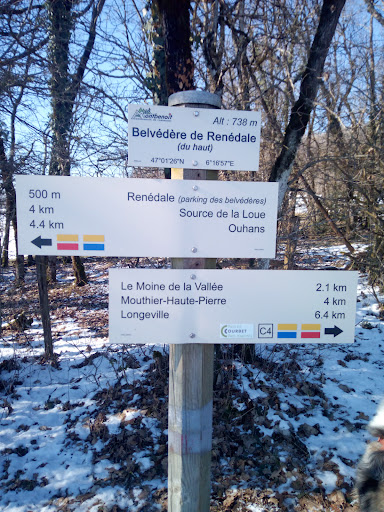 Alt : 738 m
Belvédère de Renédale
(du haut)
47°01'26"N 6°16'57"E
500 m Renédale (parking des belvédères)
4 km Source de la Loue
4.4 km Ouhans
Le Moine de la Vallée 2.1 km
Mouthier-Haute-Pierre 4 km
Longeville 6.4 km
COURBET
C4